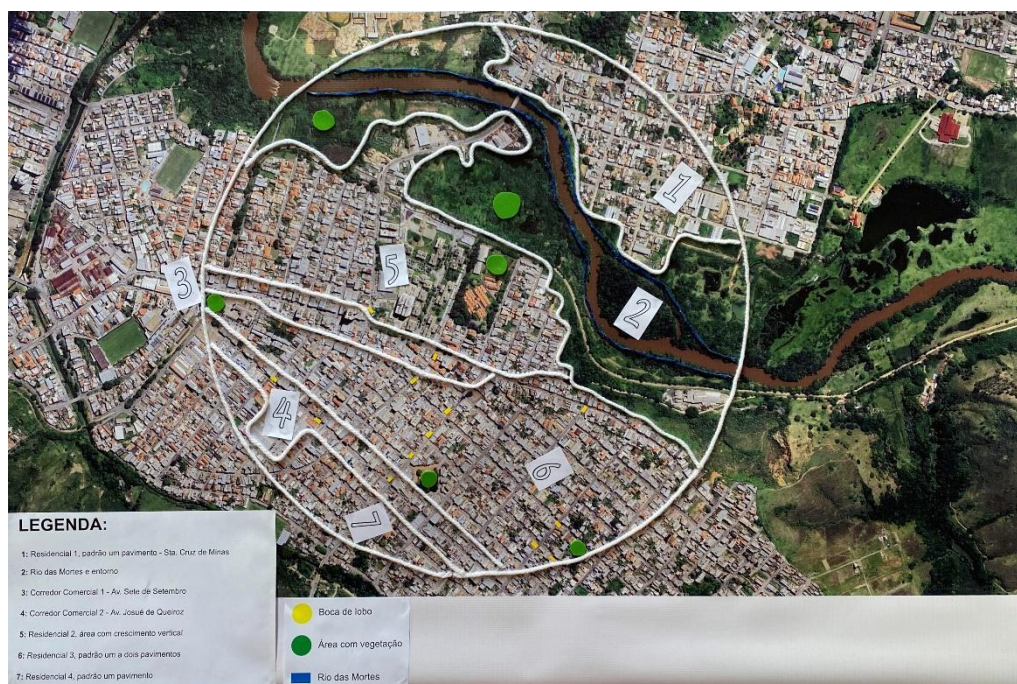 1
2
3
5
4
6
7
LEGENDA:
1: Residencial 1, padrão um pavimento - Sta. Cruz de Minas
2: Rio das Mortes e entorno
3: Corredor Comercial 1 - Av. Sete de Setembro
4: Corredor Comercial 2 - Av. Josué de Queiroz
5: Residencial 2, área com crescimento vertical
6: Residencial 3, padrão um a dois pavimentos
7: Residencial 4, padrão um pavimento
Boca de lobo
Área com vegetação
Rio das Mortes